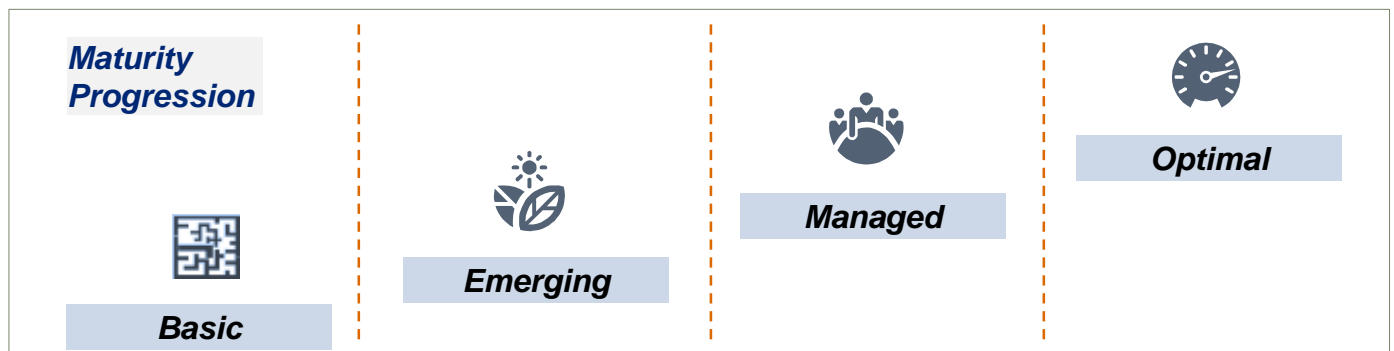 Maturity
Progression
Basic
Emerging
Managed
Optimal